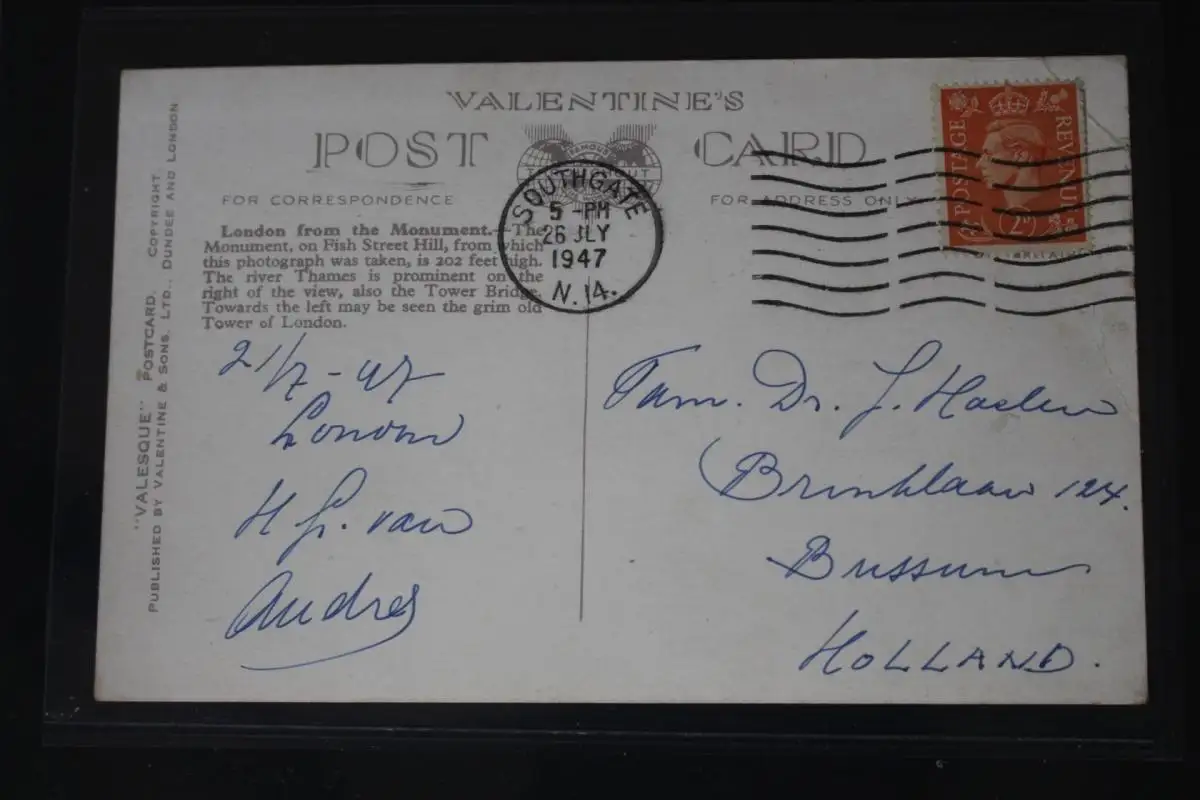 VALENTINE'S
POST CARD
FAMOUS
FOR CORRESPONDENCE
FOR ADDRESS ONLY
London from the Monument.—The
Monument, on Fish Street Hill, from which
this photograph was taken, is 202 feet high.
The river Thames is prominent on the
right of the view, also the Tower Bridge.
Towards the left may be seen the grim old
Tower of London.
"VALESQUE" POSTCARD. COPYRIGHT
PUBLISHED BY VALENTINE & SONS, LTD., DUNDEE AND LONDON
SOUTHGATE
5 -PM
26 JLY
1947
N.14.
POSTAGE
REVENUE
2D
21/7-47
London
H Gr. van
Andres
Fam. Dr. J.
Brinklaan 124.
Bussum
HOLLAND.